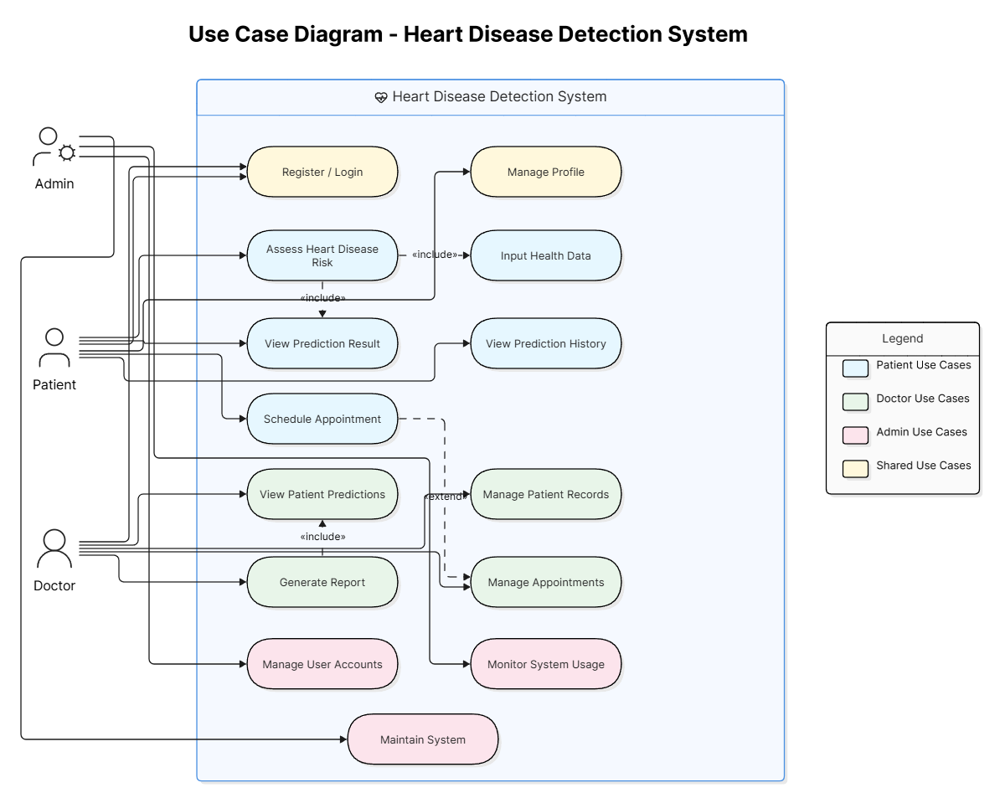 Use Case Diagram - Heart Disease Detection System
Heart Disease Detection System
Admin
Register / Login
Manage Profile
Assess Heart Disease
Risk
«include»
Input Health Data
«include»
Patient
View Prediction Result
View Prediction History
Schedule Appointment
View Patient Predictions
«extend»
Manage Patient Records
«include»
Doctor
Generate Report
Manage Appointments
Manage User Accounts
Monitor System Usage
Maintain System
Legend
Patient Use Cases
Doctor Use Cases
Admin Use Cases
Shared Use Cases